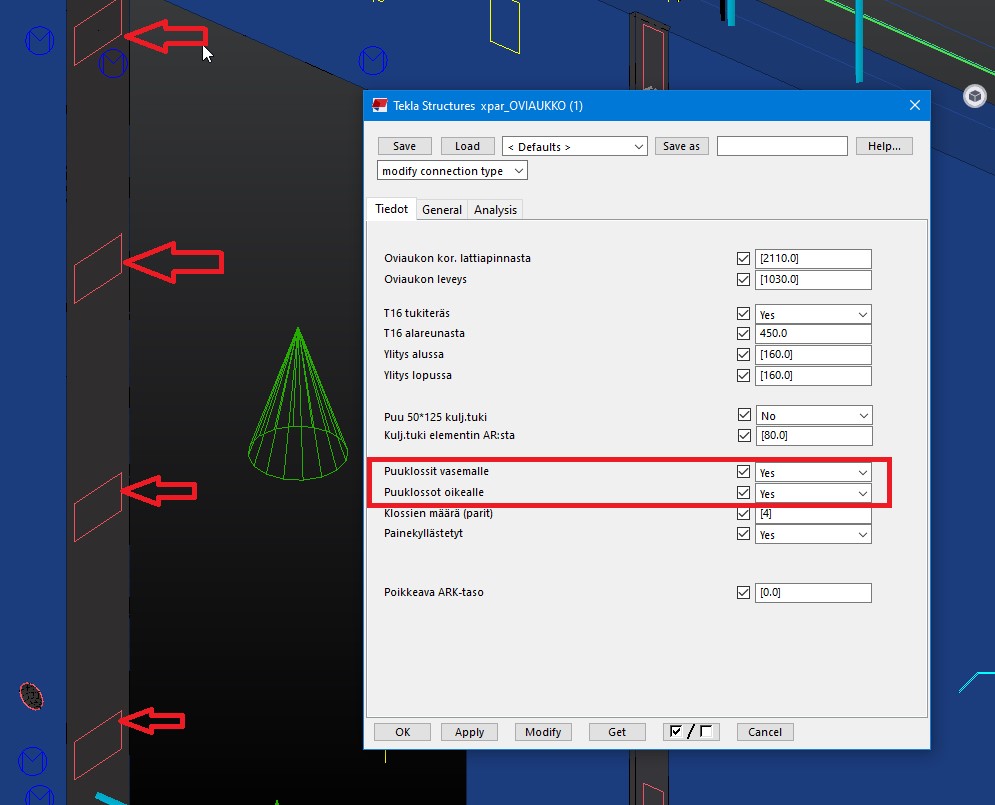 Tekla Structures xpar_OVIAUKKO (1)
Save Load < Defaults > Save as Help...
modify connection type
Tiedot General Analysis
Oviaukon kor. lattiapinnasta [2110.0]
Oviaukon leveys [1030.0]
T16 tukiteräs Yes
T16 alareunasta 450.0
Ylitys alussa [160.0]
Ylitys lopussa [160.0]
Puu 50*125 kulj.tuki No
Kulj.tuki elementin AR:sta [80.0]
Puuklossit vasemalle Yes
Puuklossot oikealle Yes
Klossien määrä (parit) [4]
Painekyllästetyt Yes
Poikkeava ARK-taso [0.0]
OK Apply Modify Get / Cancel